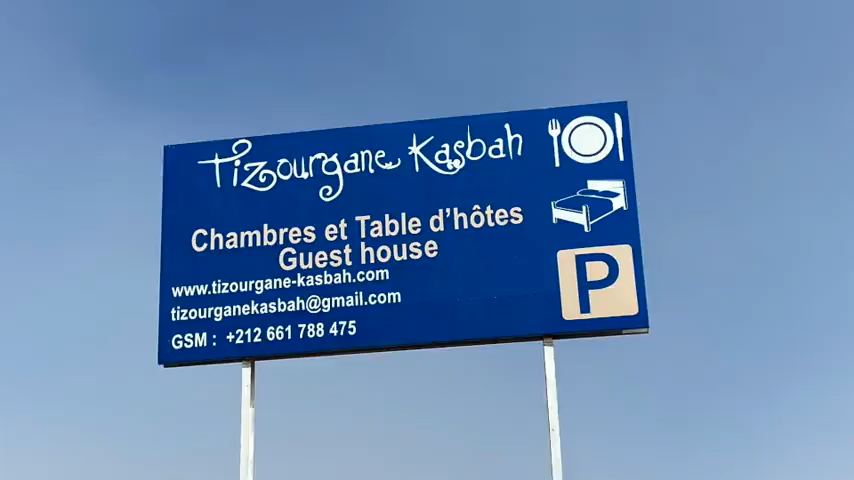 Tizourgane Kasbah
Chambres et Table d'hôtes
Guest house
www.tizourgane-kasbah.com
tizourganekasbah@gmail.com
GSM : +212 661 788 475
P